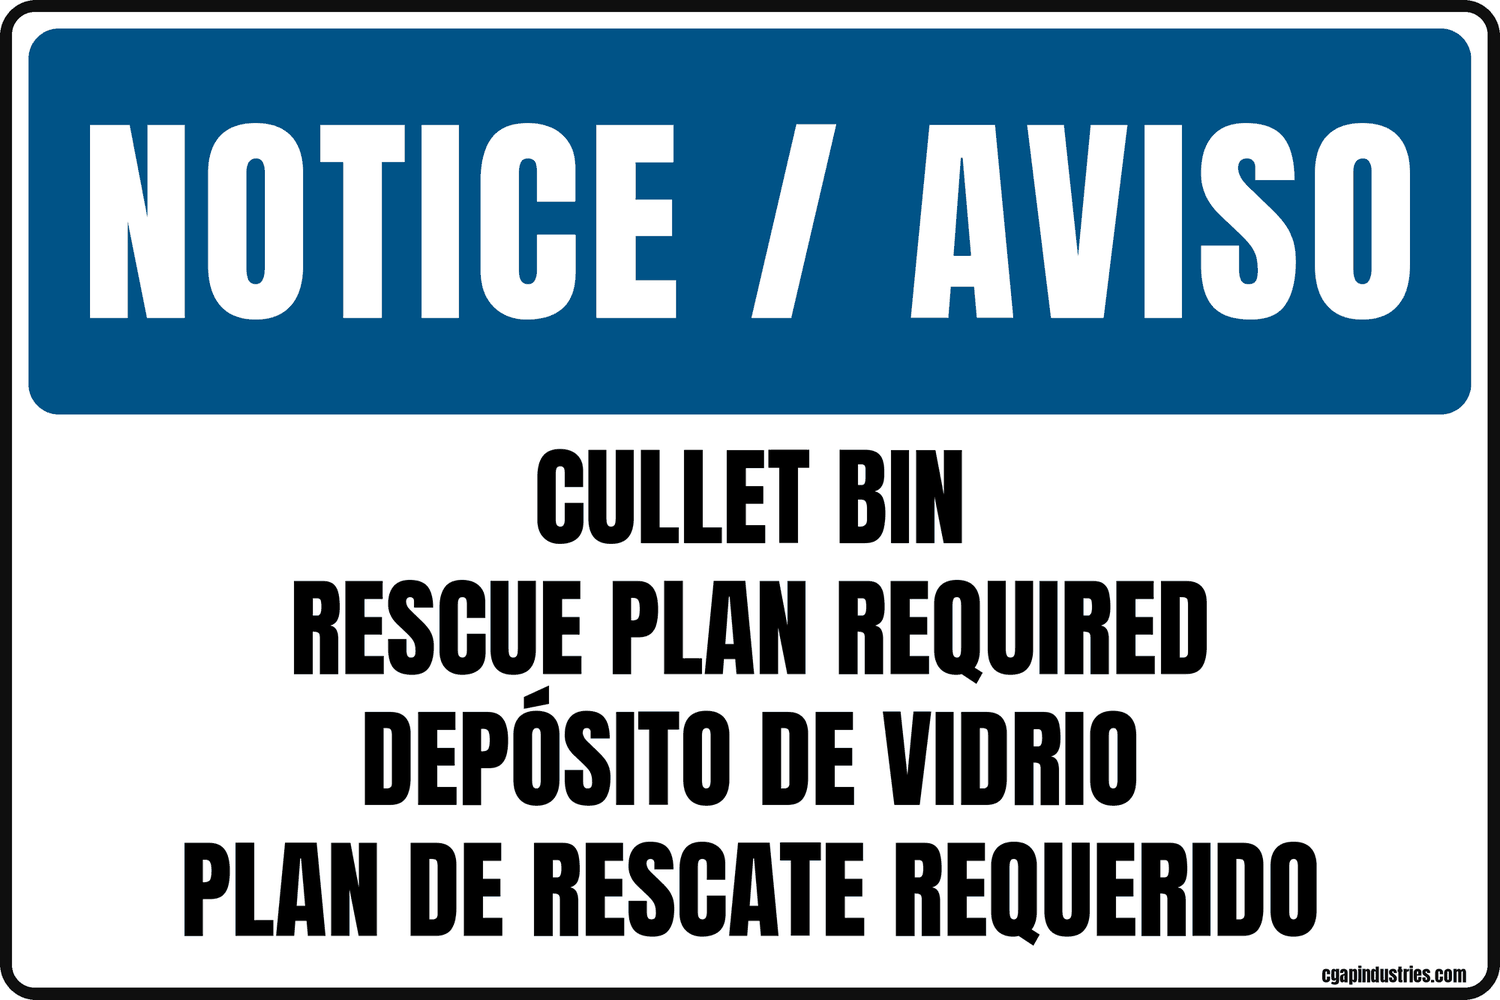 NOTICE / AVISO
CULLET BIN
RESCUE PLAN REQUIRED
DEPÓSITO DE VIDRIO
PLAN DE RESCATE REQUERIDO
cgapindustries.com